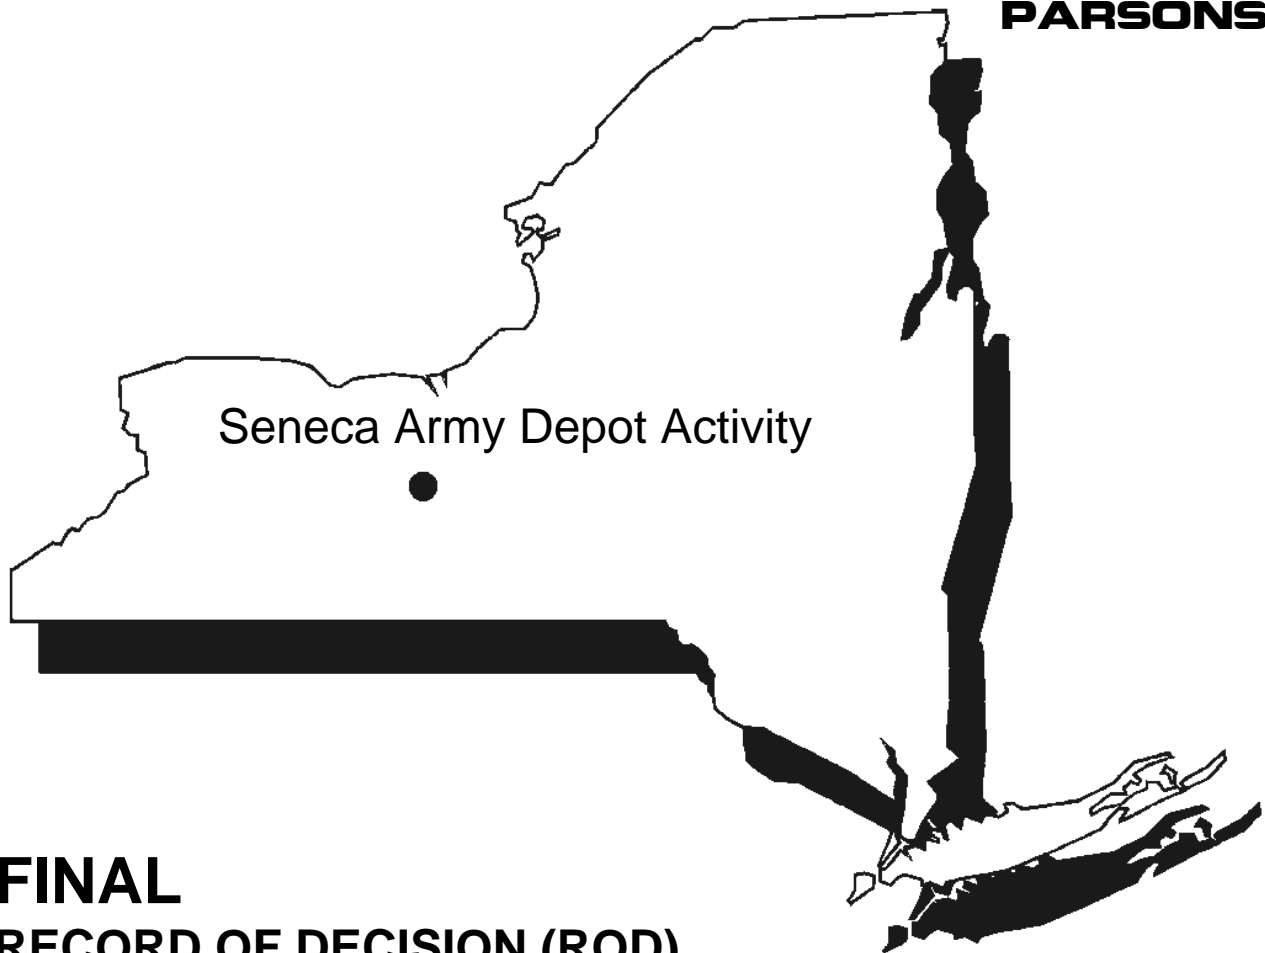 PARSONS
Seneca Army Depot Activity
FINAL
RECORD OF DECISION (ROD)